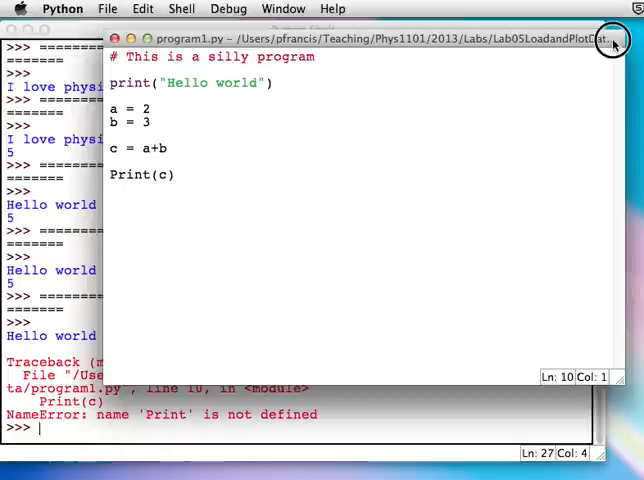 Python File Edit Shell Debug Window Help
program1.py – /Users/pfrancis/Teaching/Phys1101/2013/Labs/Lab05LoadandPlotDat
# This is a silly program
print("Hello world")
a = 2
b = 3
c = a+b
Print(c)
Ln: 10 Col: 1
>>> =========
=======
>>>
I love physi
>>> =========
=======
>>>
I love physi
5
>>> =========
=======
>>>
Hello world
5
>>> =========
=======
>>>
Hello world
5
>>> =========
=======
>>>
Hello world
Traceback (m
File "/Use
ta/program1.py", line 10, in <module>
Print(c)
NameError: name 'Print' is not defined
>>>
Ln: 27 Col: 4